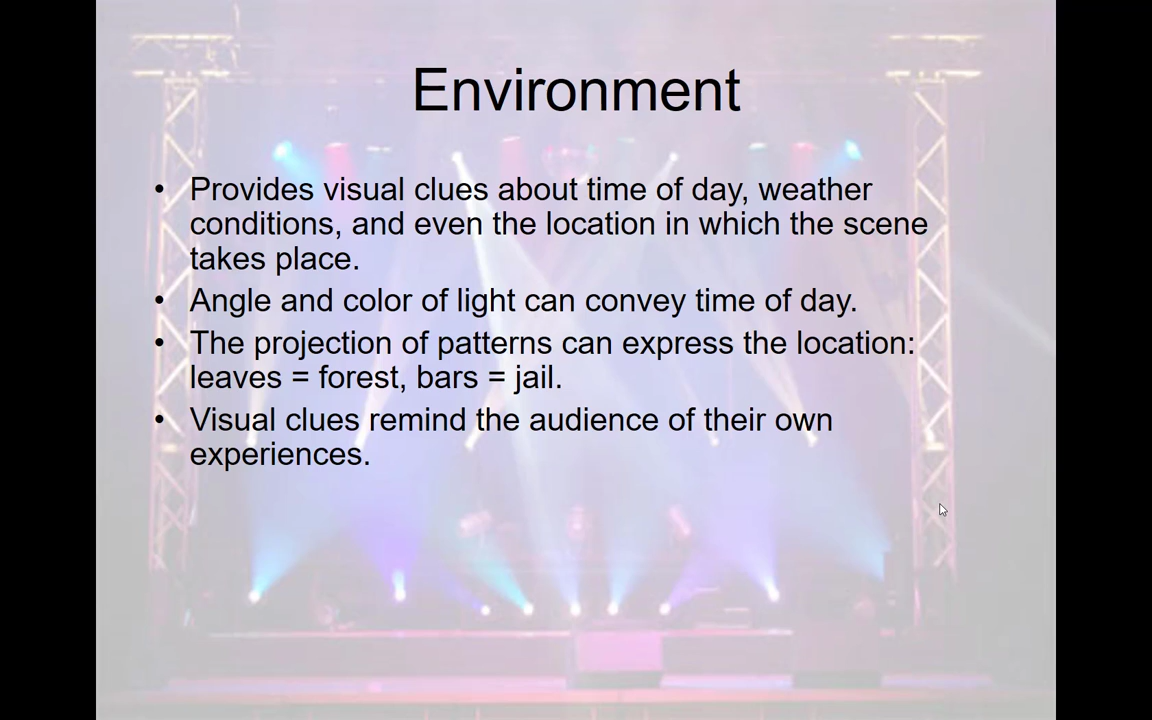 Environment
• Provides visual clues about time of day, weather
conditions, and even the location in which the scene
takes place.
• Angle and color of light can convey time of day.
• The projection of patterns can express the location:
leaves = forest, bars = jail.
• Visual clues remind the audience of their own
experiences.